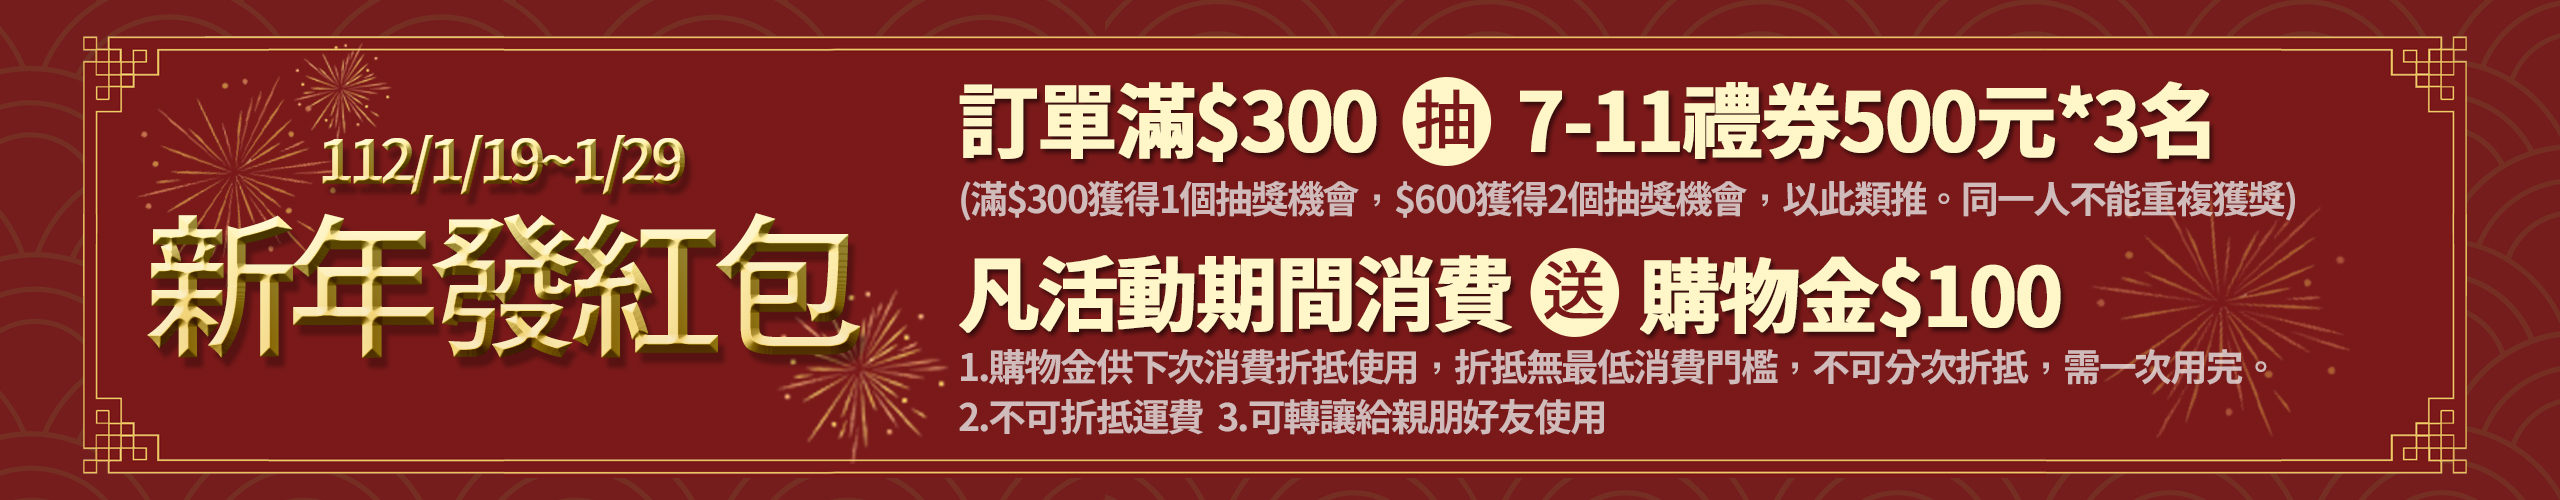 112/1/19~1/29
新年發紅包
訂單滿$300 抽 7-11禮券500元*3名
(滿$300獲得1個抽獎機會，$600獲得2個抽獎機會，以此類推。同一人不能重複獲獎)
凡活動期間消費 送 購物金$100
1.購物金供下次消費折抵使用，折抵無最低消費門檻，不可分次折抵，需一次用完。
2.不可折抵運費 3.可轉讓給親朋好友使用